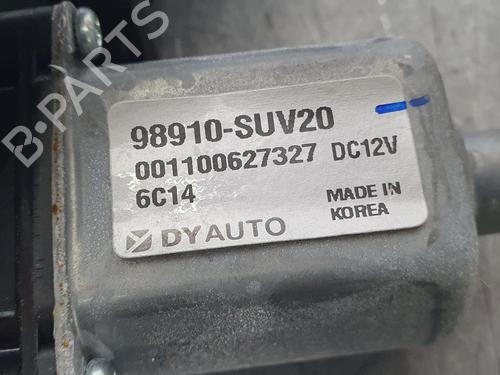 98910-SUV20
001100627327 DC12V
6C14
MADE IN
KOREA
DYAUTO
B-PARTS